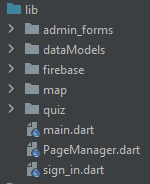 lib
admin_forms
dataModels
firebase
map
quiz
main.dart
PageManager.dart
sign_in.dart